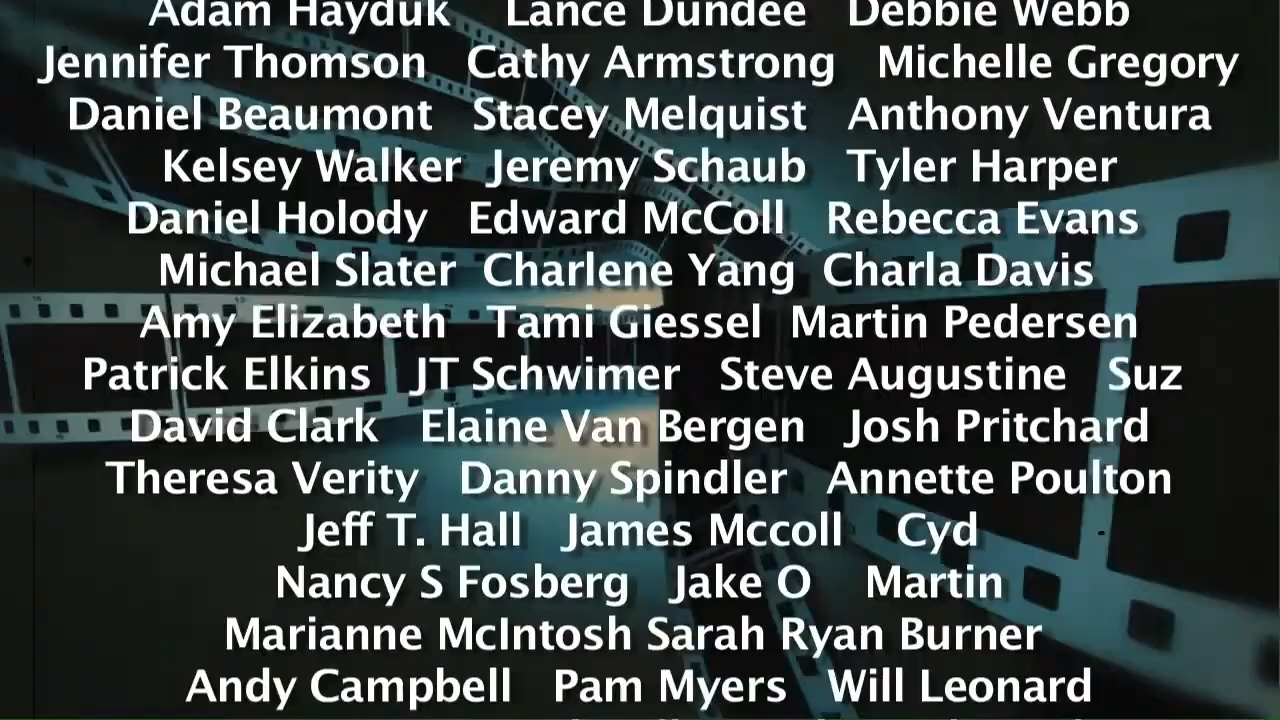 Adam Hayduk Lance Dundee Debbie Webb
Jennifer Thomson Cathy Armstrong Michelle Gregory
Daniel Beaumont Stacey Melquist Anthony Ventura
Kelsey Walker Jeremy Schaub Tyler Harper
Daniel Holody Edward McColl Rebecca Evans
Michael Slater Charlene Yang Charla Davis
Amy Elizabeth Tami Giessel Martin Pedersen
Patrick Elkins JT Schwimer Steve Augustine Suz
David Clark Elaine Van Bergen Josh Pritchard
Theresa Verity Danny Spindler Annette Poulton
Jeff T. Hall James Mccoll Cyd
Nancy S Fosberg Jake O Martin
Marianne McIntosh Sarah Ryan Burner
Andy Campbell Pam Myers Will Leonard